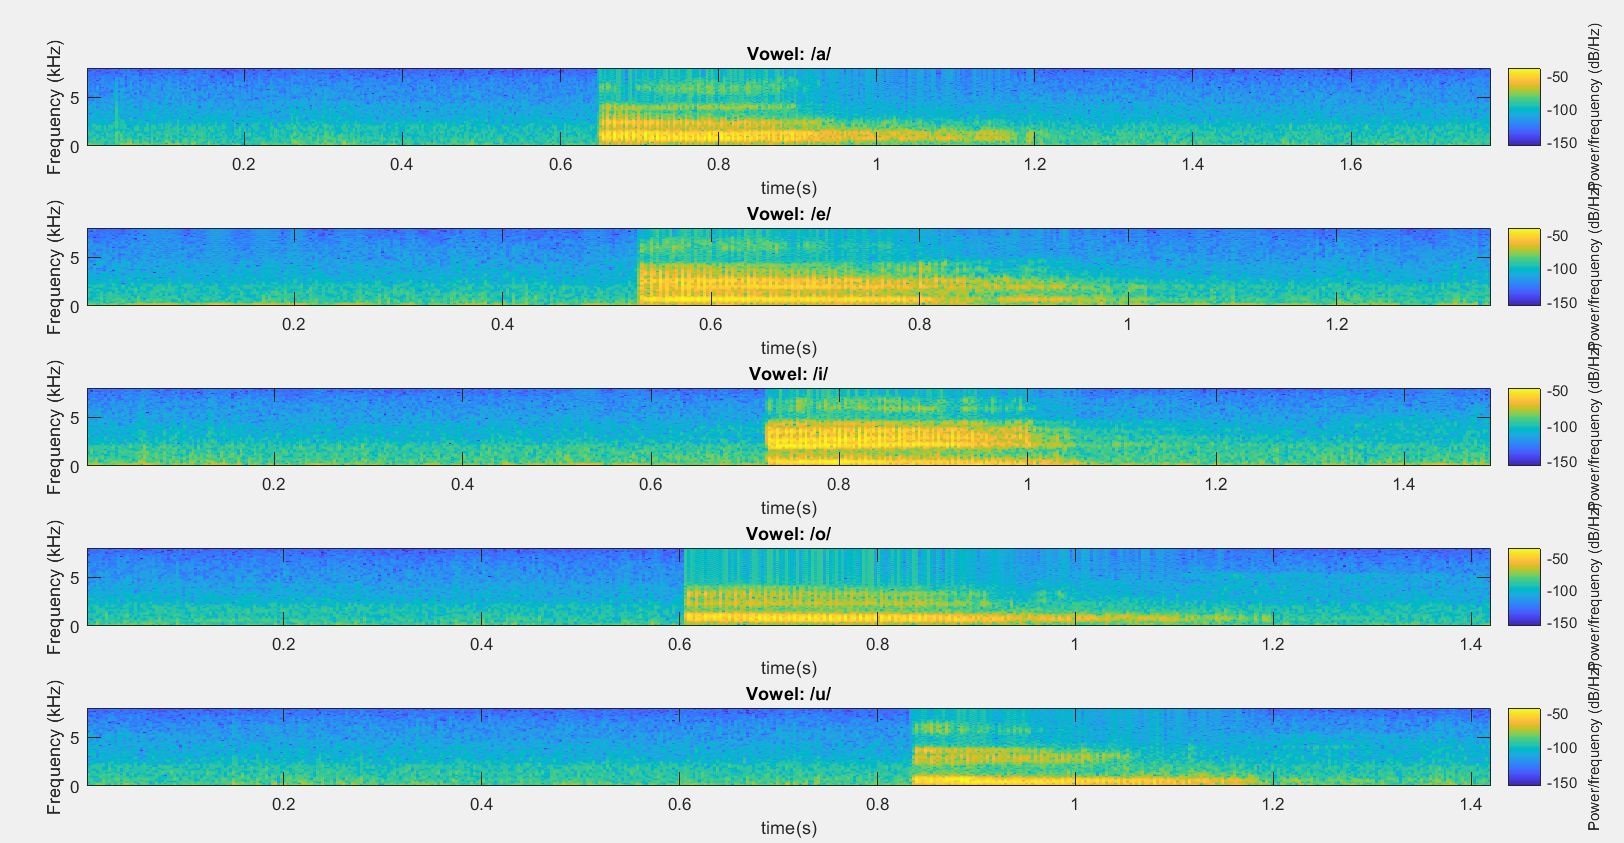 Vowel: /a/
Frequency (kHz)
5
0
0.2 0.4 0.6 0.8 1 1.2 1.4 1.6
time(s)
-50
-100
-150
Power/frequency (dB/Hz)
Vowel: /e/
Frequency (kHz)
5
0
0.2 0.4 0.6 0.8 1 1.2
time(s)
-50
-100
-150
Power/frequency (dB/Hz)
Vowel: /i/
Frequency (kHz)
5
0
0.2 0.4 0.6 0.8 1 1.2 1.4
time(s)
-50
-100
-150
Power/frequency (dB/Hz)
Vowel: /o/
Frequency (kHz)
5
0
0.2 0.4 0.6 0.8 1 1.2 1.4
time(s)
-50
-100
-150
Power/frequency (dB/Hz)
Vowel: /u/
Frequency (kHz)
5
0
0.2 0.4 0.6 0.8 1 1.2 1.4
time(s)
-50
-100
-150
Power/frequency (dB/Hz)